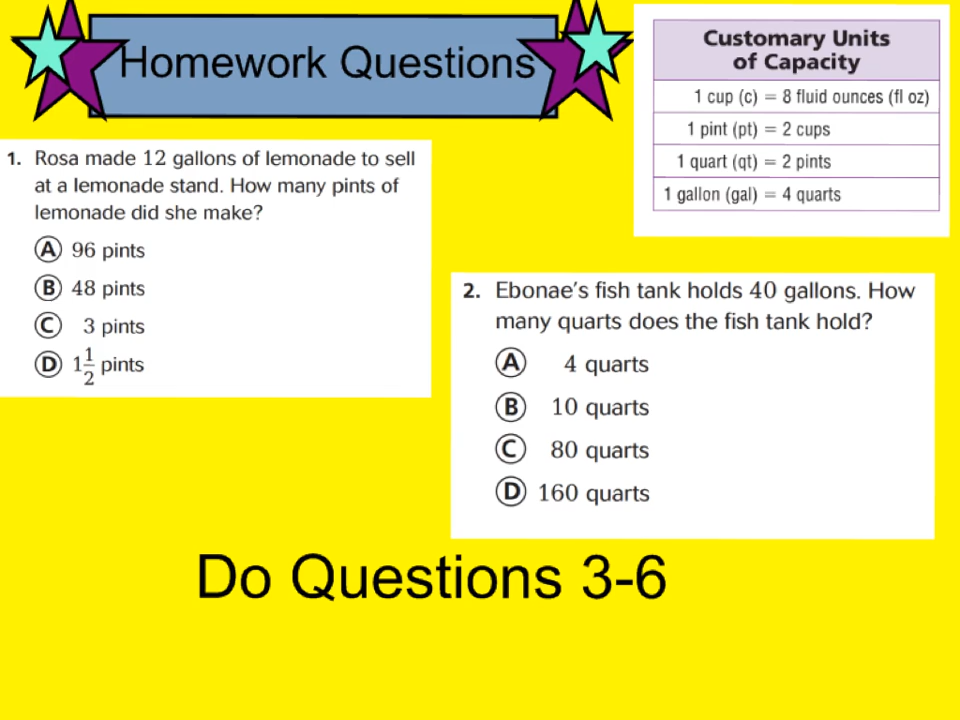 Homework Questions
Customary Units
of Capacity
1 cup (c) = 8 fluid ounces (fl oz)
1 pint (pt) = 2 cups
1 quart (qt) = 2 pints
1 gallon (gal) = 4 quarts
1. Rosa made 12 gallons of lemonade to sell
at a lemonade stand. How many pints of
lemonade did she make?
A 96 pints
B 48 pints
C 3 pints
D 1 1/2 pints
2. Ebonae's fish tank holds 40 gallons. How
many quarts does the fish tank hold?
A 4 quarts
B 10 quarts
C 80 quarts
D 160 quarts
Do Questions 3-6